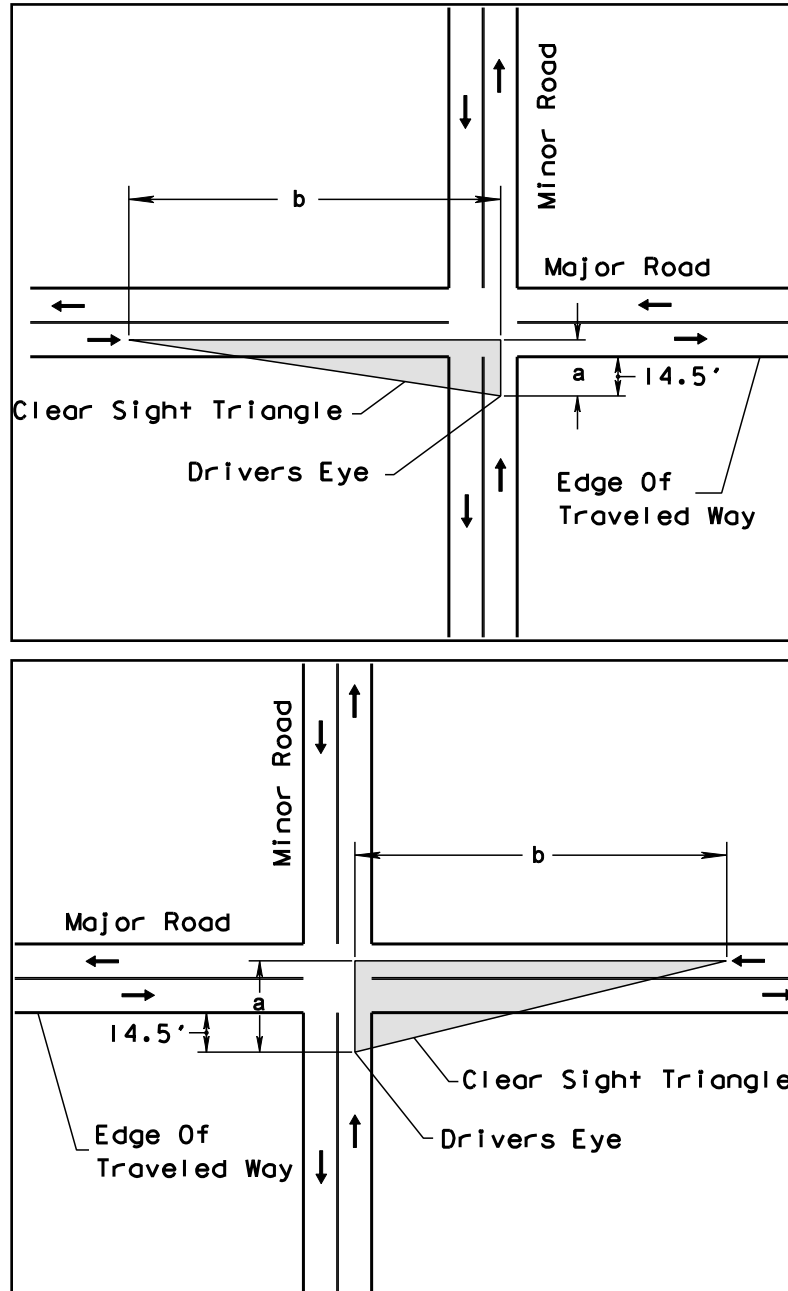 Minor Road
b
Major Road
a
14.5'
Clear Sight Triangle
Drivers Eye
Edge Of
Traveled Way
Minor Road
b
Major Road
a
14.5'
Clear Sight Triangle
Edge Of
Traveled Way
Drivers Eye